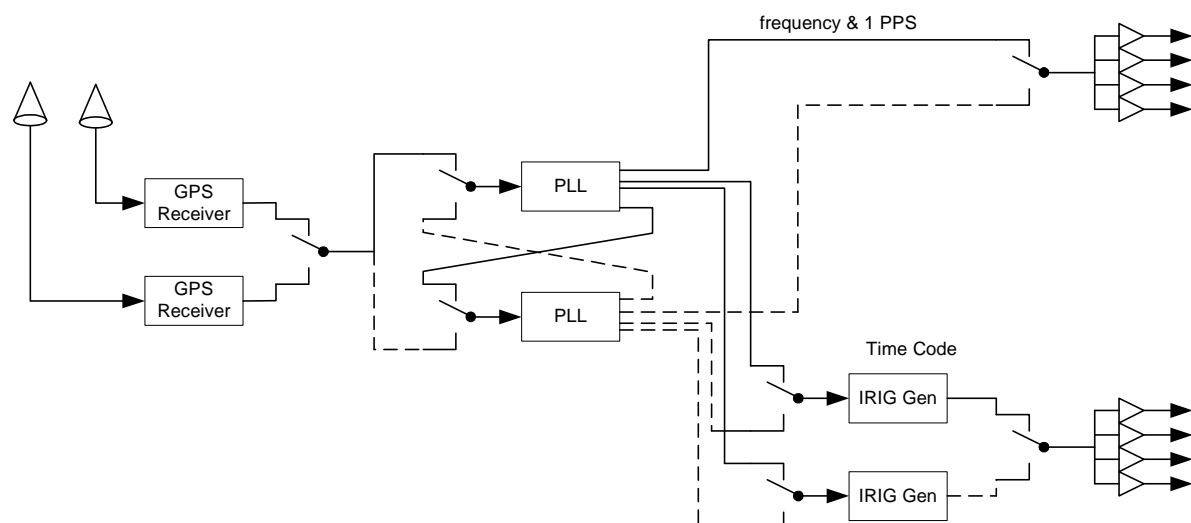 frequency & 1 PPS
GPS
Receiver
PLL
GPS
Receiver
PLL
Time Code
IRIG Gen
IRIG Gen